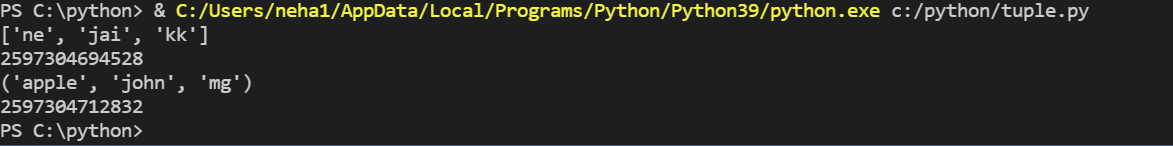 PS C:\python> & C:/Users/neha1/AppData/Local/Programs/Python/Python39/python.exe c:/python/tuple.py
['ne', 'jai', 'kk']
2597304694528
('apple', 'john', 'mg')
2597304712832
PS C:\python>